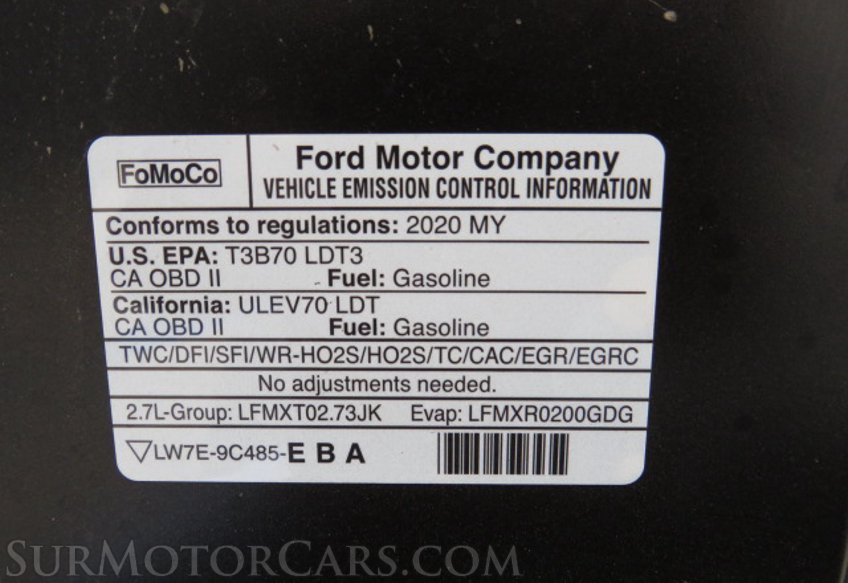 FoMoCo
Ford Motor Company
VEHICLE EMISSION CONTROL INFORMATION
Conforms to regulations: 2020 MY
U.S. EPA: T3B70 LDT3
CA OBD II Fuel: Gasoline
California: ULEV70 LDT
CA OBD II Fuel: Gasoline
TWC/DFI/SFI/WR-HO2S/HO2S/TC/CAC/EGR/EGRC
No adjustments needed.
2.7L-Group: LFMXT02.73JK Evap: LFMXR0200GDG
▽LW7E-9C485-E B A
SURMOTORCARS.COM